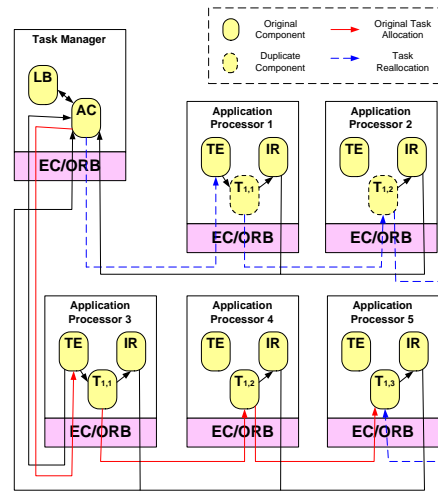 Original
Component
Original Task
Allocation
Duplicate
Component
Task
Reallocation
Task Manager
LB
AC
EC/ORB
Application
Processor 1
TE
IR
T1,1
EC/ORB
Application
Processor 2
TE
IR
T1,2
EC/ORB
Application
Processor 3
TE
IR
T1,1
EC/ORB
Application
Processor 4
TE
IR
T1,2
EC/ORB
Application
Processor 5
TE
IR
T1,3
EC/ORB